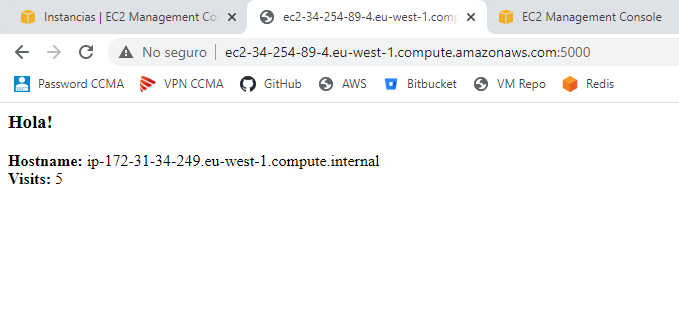 Instancias | EC2 Management Co
ec2-34-254-89-4.eu-west-1.comp
EC2 Management Console
No seguro
ec2-34-254-89-4.eu-west-1.compute.amazonaws.com:5000
Password CCMA
VPN CCMA
GitHub
AWS
Bitbucket
VM Repo
Redis
Hola!
Hostname: ip-172-31-34-249.eu-west-1.compute.internal
Visits: 5